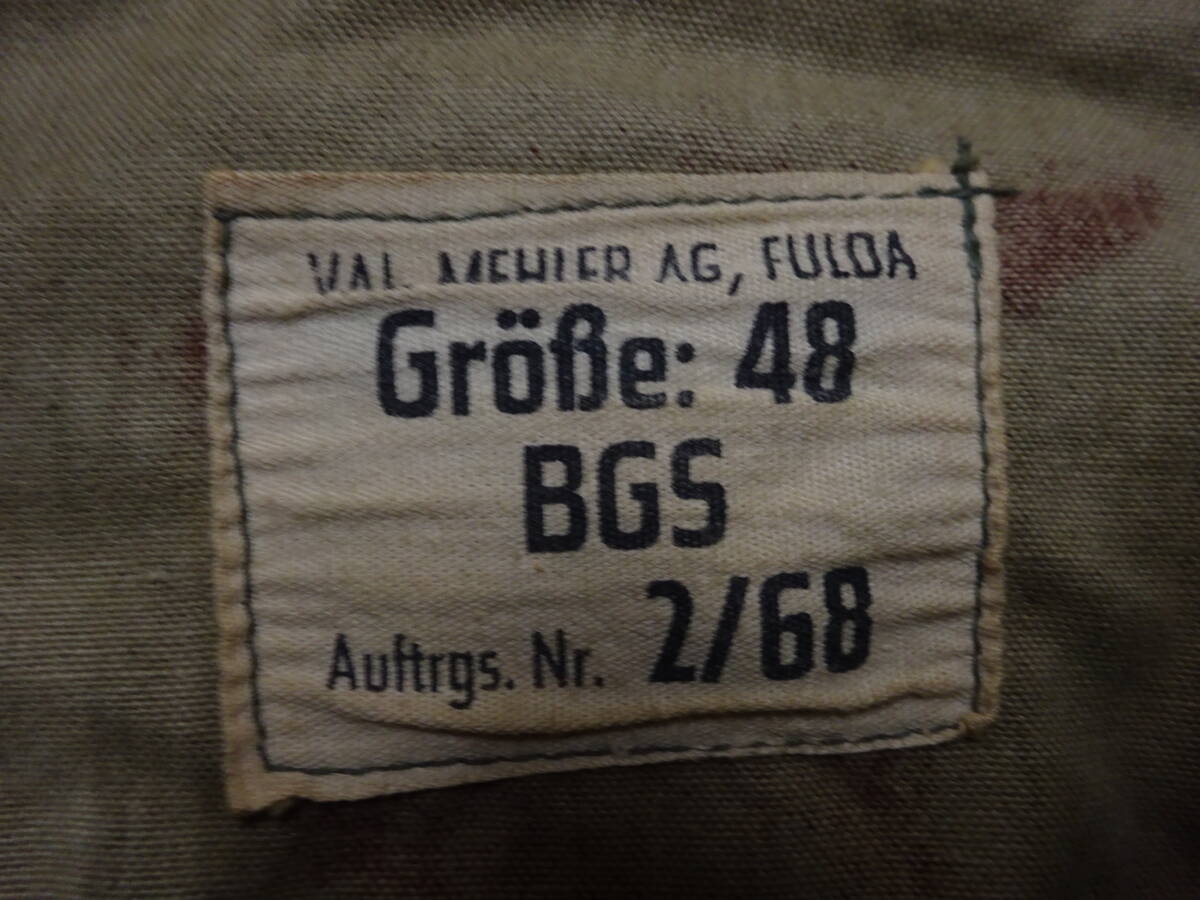 VAL. MEHLER AG, FULDA
Größe: 48
BGS
Auftrgs. Nr. 2/68